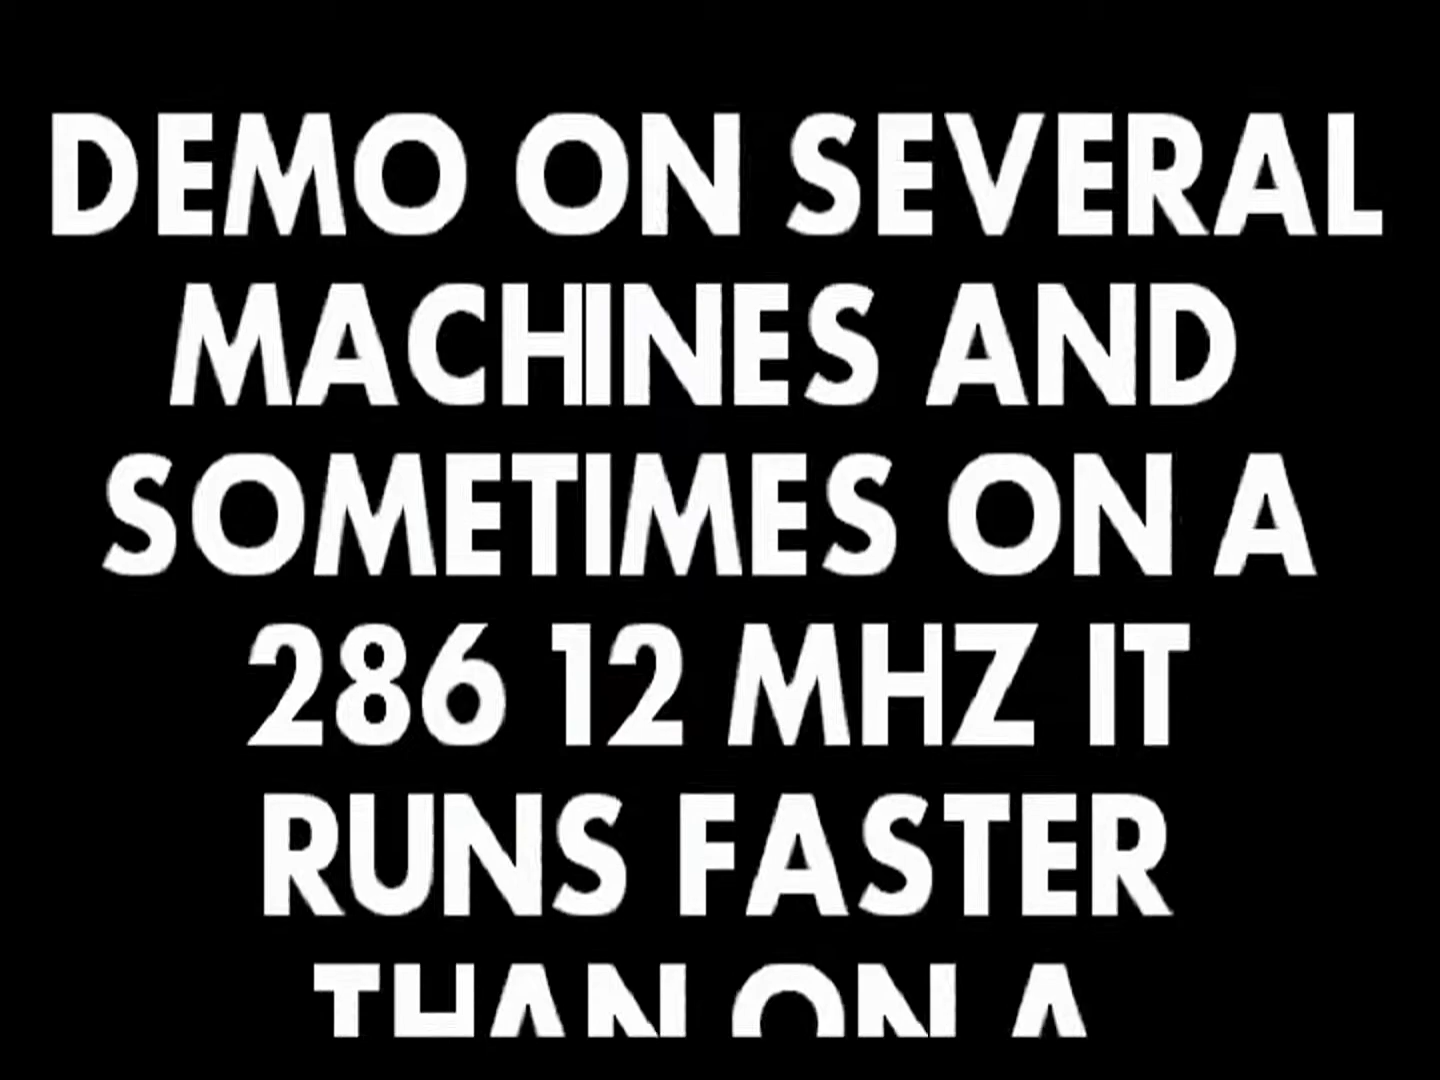 DEMO ON SEVERAL
MACHINES AND
SOMETIMES ON A
286 12 MHZ IT
RUNS FASTER
THAN ON A